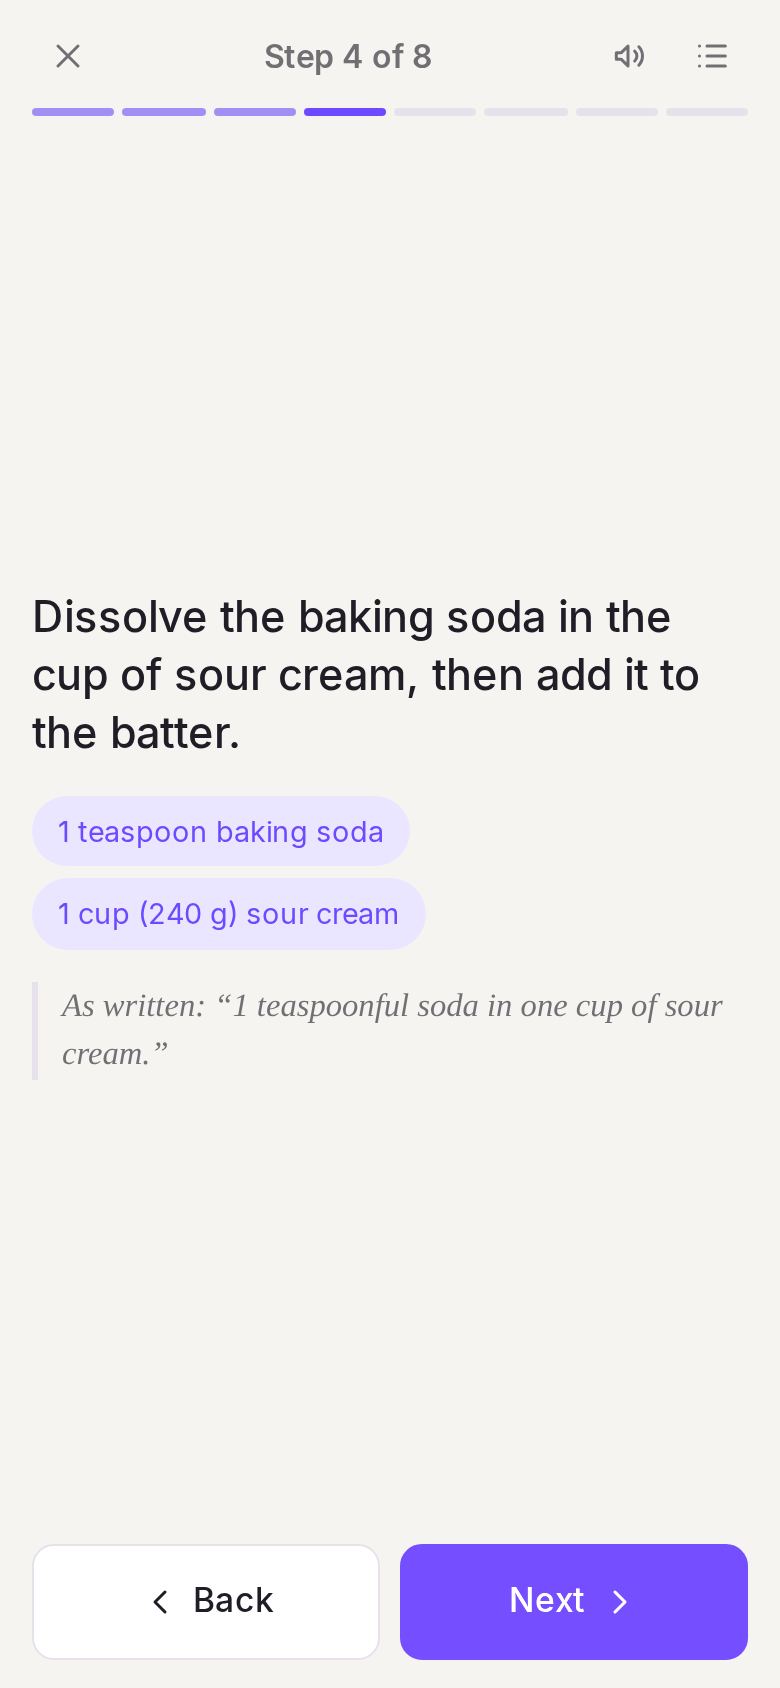 Step 4 of 8
Dissolve the baking soda in the
cup of sour cream, then add it to
the batter.
1 teaspoon baking soda
1 cup (240 g) sour cream
As written: “1 teaspoonful soda in one cup of sour
cream.”
Back
Next